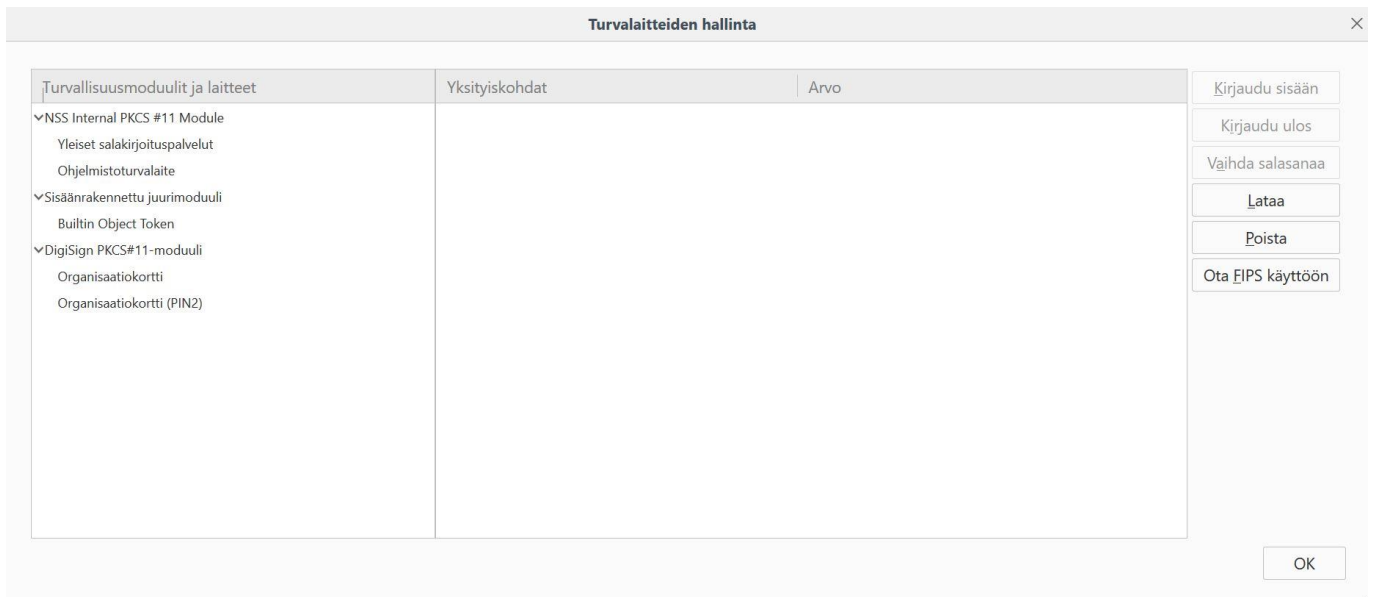 Turvalaitteiden hallinta
Turvallisuusmoduulit ja laitteet Yksityiskohdat Arvo
NSS Internal PKCS #11 Module
Yleiset salakirjoituspalvelut
Ohjelmistoturvalaite
Sisäänrakennettu juurimoduuli
Builtin Object Token
DigiSign PKCS#11-moduuli
Organisaatiokortti
Organisaatiokortti (PIN2)
Kirjaudu sisään
Kirjaudu ulos
Vaihda salasanaa
Lataa
Poista
Ota FIPS käyttöön
OK